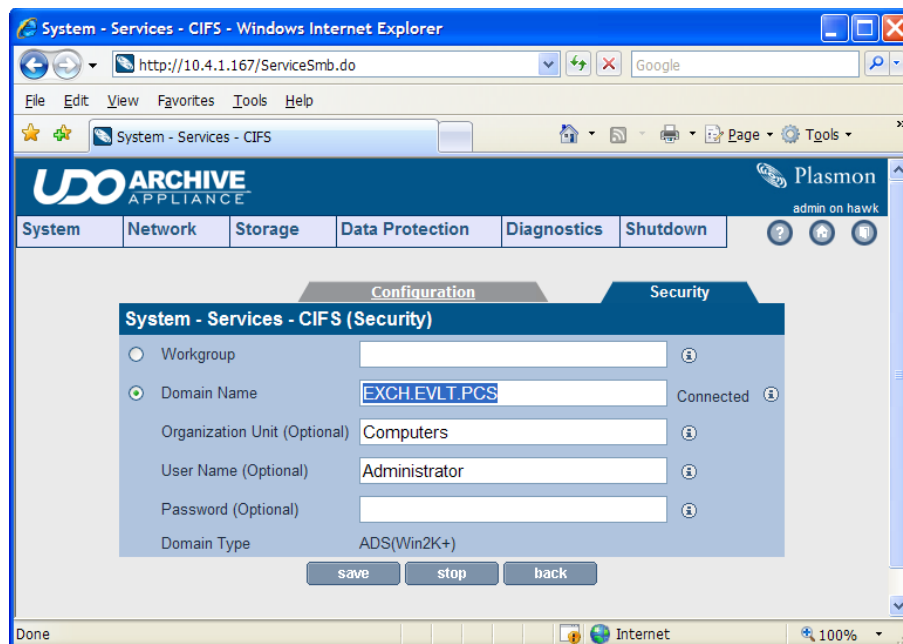 System - Services - CIFS - Windows Internet Explorer
http://10.4.1.167/ServiceSmb.do
Google
File Edit View Favorites Tools Help
System - Services - CIFS
Page Tools »
UDO ARCHIVE APPLIANCE
Plasmon
admin on hawk
System Network Storage Data Protection Diagnostics Shutdown
Configuration Security
System - Services - CIFS (Security)
Workgroup
Domain Name EXCH.EVLT.PCS Connected
Organization Unit (Optional) Computers
User Name (Optional) Administrator
Password (Optional)
Domain Type ADS(Win2K+)
save stop back
Done Internet 100%